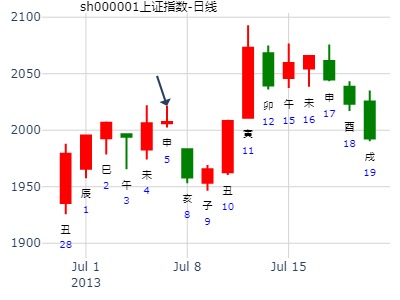 sh000001上证指数-日线
2100
2050
2000
1950
1900
丑
28
辰
1
巳
2
午
3
未
4
申
5
亥
8
子
9
丑
10
寅
11
卯
12
午
15
未
16
申
17
酉
18
戌
19
Jul 1
2013
Jul 8
Jul 15